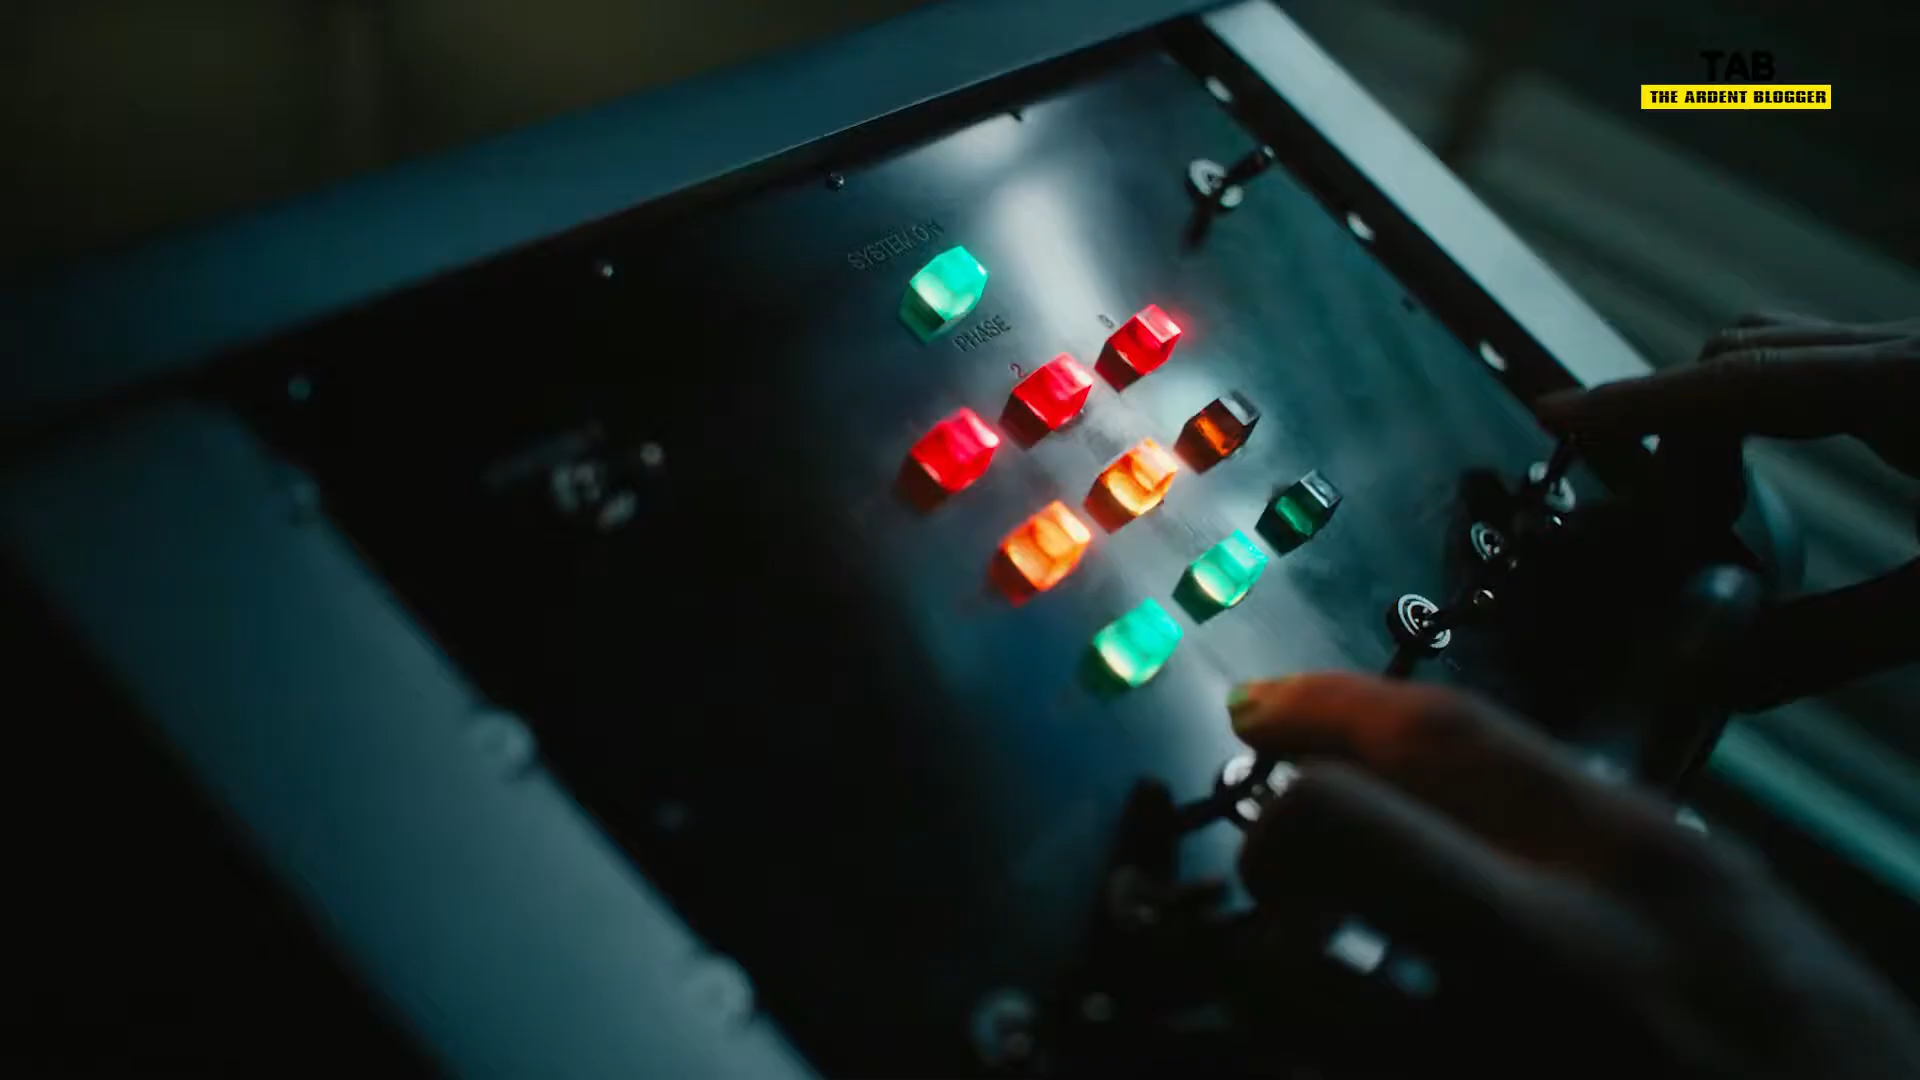 TAB
THE ARDENT BLOGGER
SYSTEM ON
PHASE
2
3